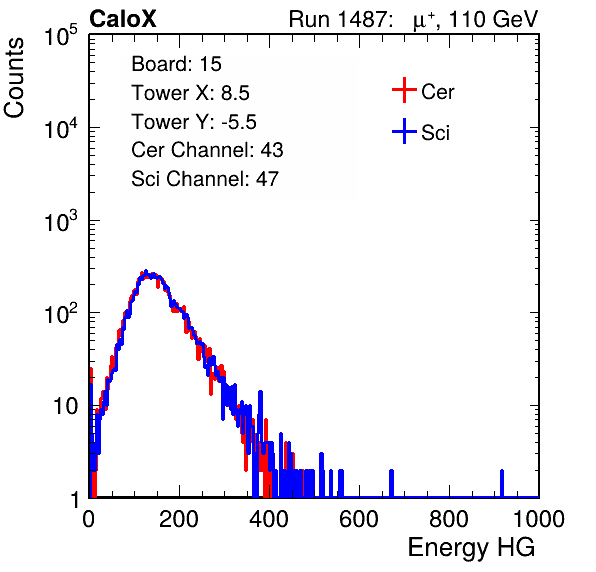 CaloX Run 1487: μ⁺, 110 GeV
Counts
10⁵
10⁴
10³
10²
10
1
Board: 15
Tower X: 8.5
Tower Y: -5.5
Cer Channel: 43
Sci Channel: 47
Cer
Sci
0 200 400 600 800 1000
Energy HG